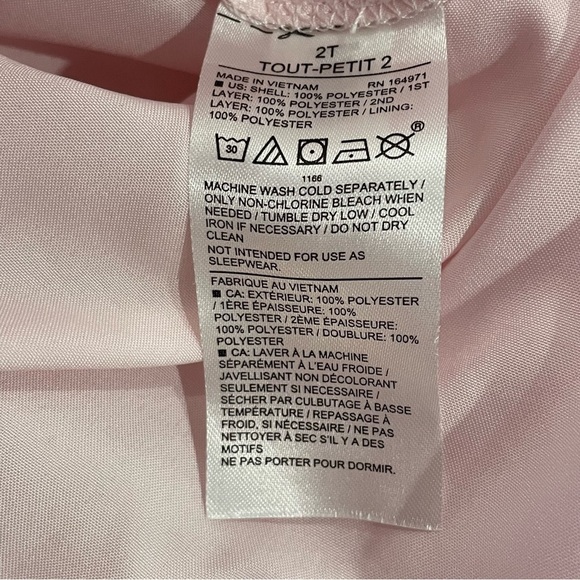 2T
TOUT-PETIT 2
MADE IN VIETNAM RN 164971
■ US: SHELL: 100% POLYESTER / 1ST
LAYER: 100% POLYESTER / 2ND
LAYER: 100% POLYESTER / LINING:
100% POLYESTER
30
®
1166
MACHINE WASH COLD SEPARATELY /
ONLY NON-CHLORINE BLEACH WHEN
NEEDED / TUMBLE DRY LOW / COOL
IRON IF NECESSARY / DO NOT DRY
CLEAN
NOT INTENDED FOR USE AS
SLEEPWEAR.
FABRIQUE AU VIETNAM
■ CA: EXTÉRIEUR: 100% POLYESTER
/ 1ÈRE ÉPAISSEUR: 100%
POLYESTER / 2ÈME ÉPAISSEUR:
100% POLYESTER / DOUBLURE: 100%
POLYESTER
■ CA: LAVER À LA MACHINE
SÉPARÉMENT À L'EAU FROIDE /
JAVELLISANT NON DÉCOLORANT
SEULEMENT SI NÉCESSAIRE /
SÉCHER PAR CULBUTAGE À BASSE
TEMPÉRATURE / REPASSAGE À
FROID, SI NÉCESSAIRE / NE PAS
NETTOYER À SEC S'IL Y A DES
MOTIFS
NE PAS PORTER POUR DORMIR.